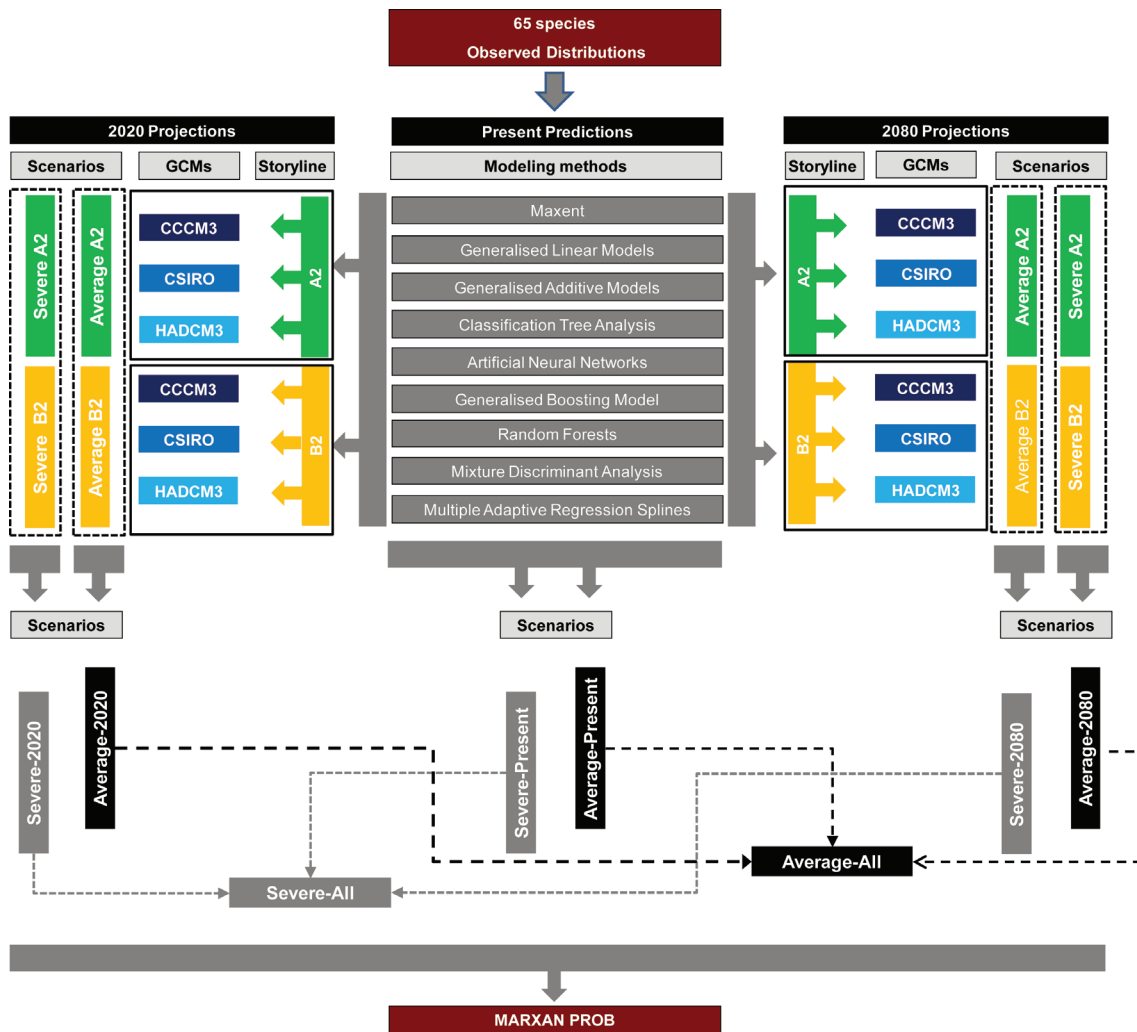 65 species
Observed Distributions
2020 Projections
Present Predictions
2080 Projections
Scenarios
GCMs
Storyline
Modeling methods
Storyline
GCMs
Scenarios
Severe A2
Average A2
CCCM3
CSIRO
HADCM3
A2
Severe B2
Average B2
CCCM3
CSIRO
HADCM3
B2
Maxent
Generalised Linear Models
Generalised Additive Models
Classification Tree Analysis
Artificial Neural Networks
Generalised Boosting Model
Random Forests
Mixture Discriminant Analysis
Multiple Adaptive Regression Splines
A2
CCCM3
CSIRO
HADCM3
Average A2
Severe A2
B2
CCCM3
CSIRO
HADCM3
Average B2
Severe B2
Scenarios
Scenarios
Scenarios
Severe-2020
Average-2020
Severe-Present
Average-Present
Severe-2080
Average-2080
Average-All
Severe-All
MARXAN PROB